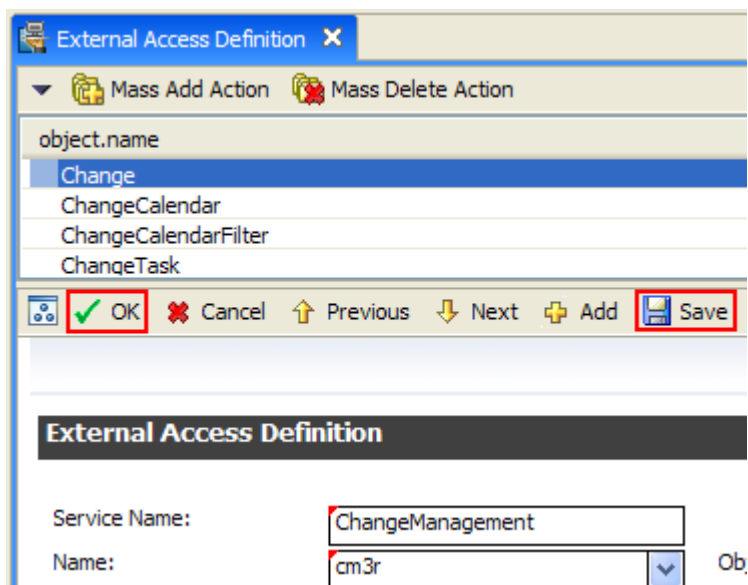 External Access Definition
Mass Add Action Mass Delete Action
object.name
Change
ChangeCalendar
ChangeCalendarFilter
ChangeTask
OK Cancel Previous Next Add Save
External Access Definition
Service Name: ChangeManagement
Name: cm3r Obj